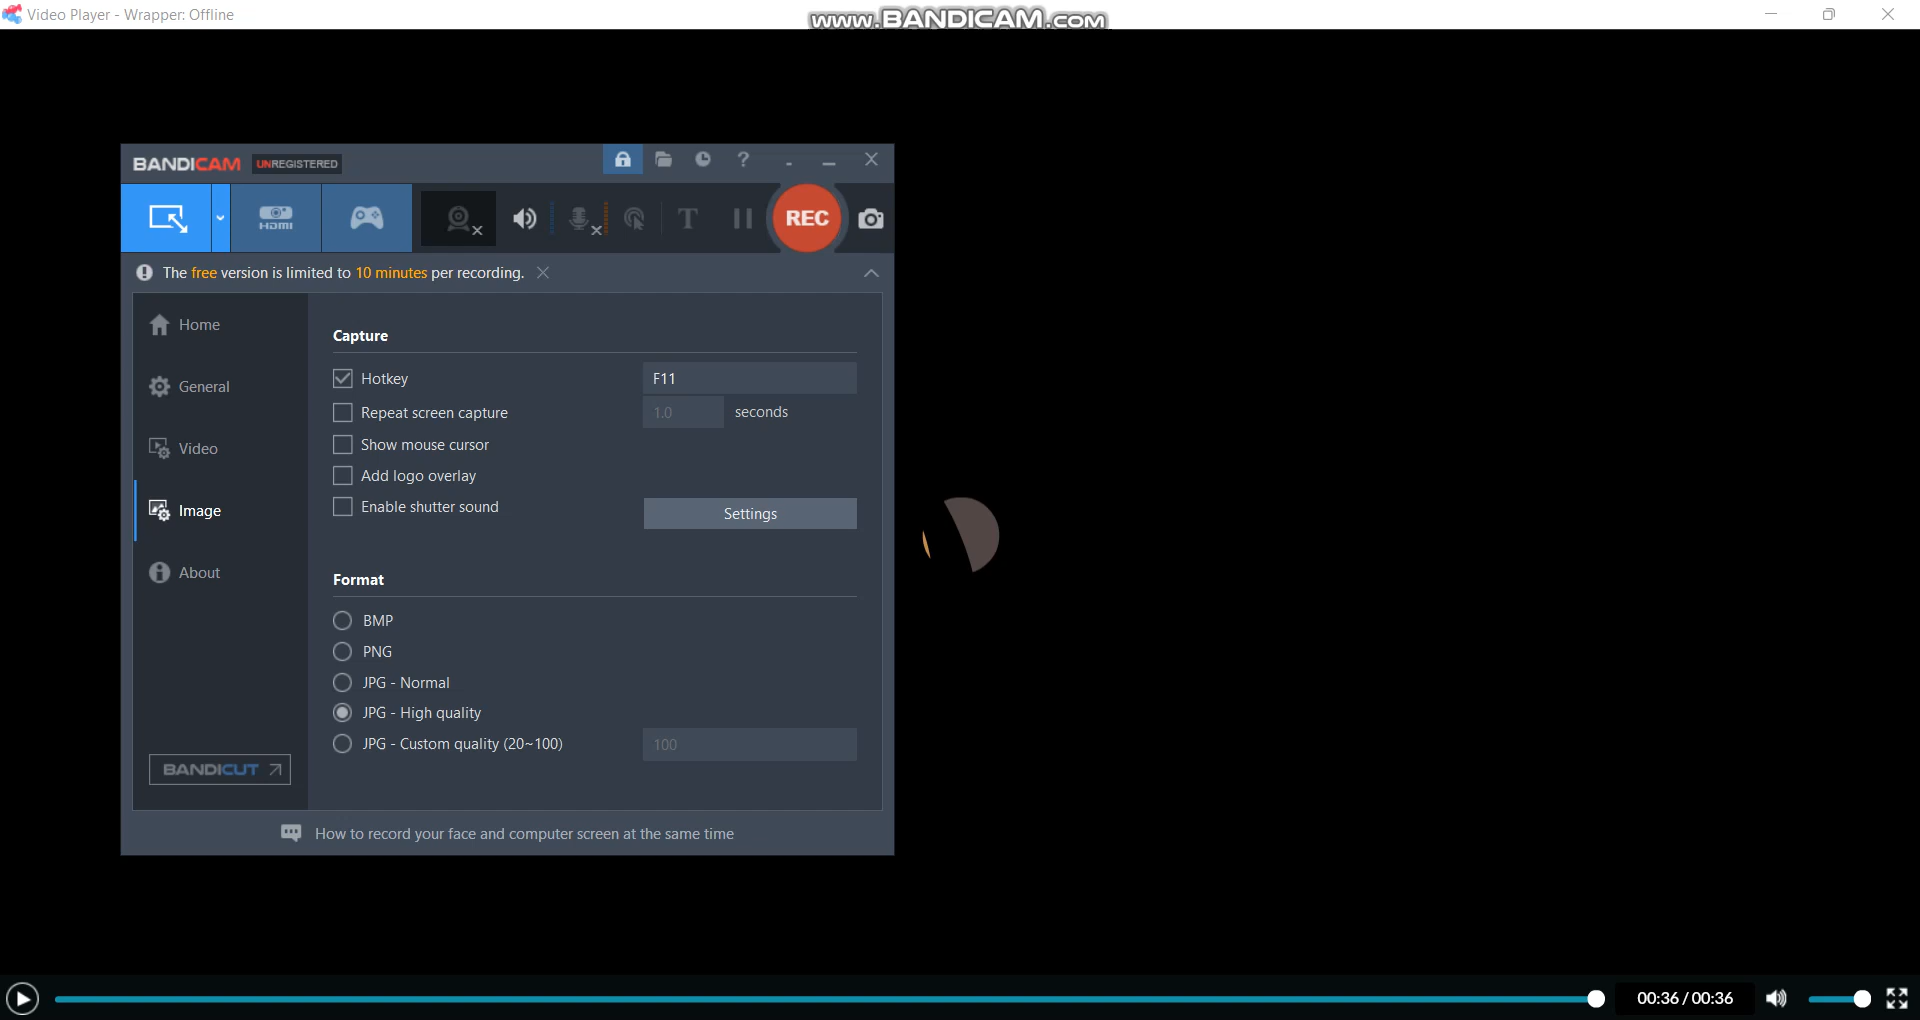 Video Player - Wrapper: Offline
www.BANDICAM.com
BANDICAM UNREGISTERED
?
HDMI
T
REC
The free version is limited to 10 minutes per recording.
Home
General
Video
Image
About
BANDICUT
Capture
Hotkey
F11
Repeat screen capture
1.0
seconds
Show mouse cursor
Add logo overlay
Enable shutter sound
Settings
Format
BMP
PNG
JPG - Normal
JPG - High quality
JPG - Custom quality (20~100)
100
How to record your face and computer screen at the same time
00:36 / 00:36